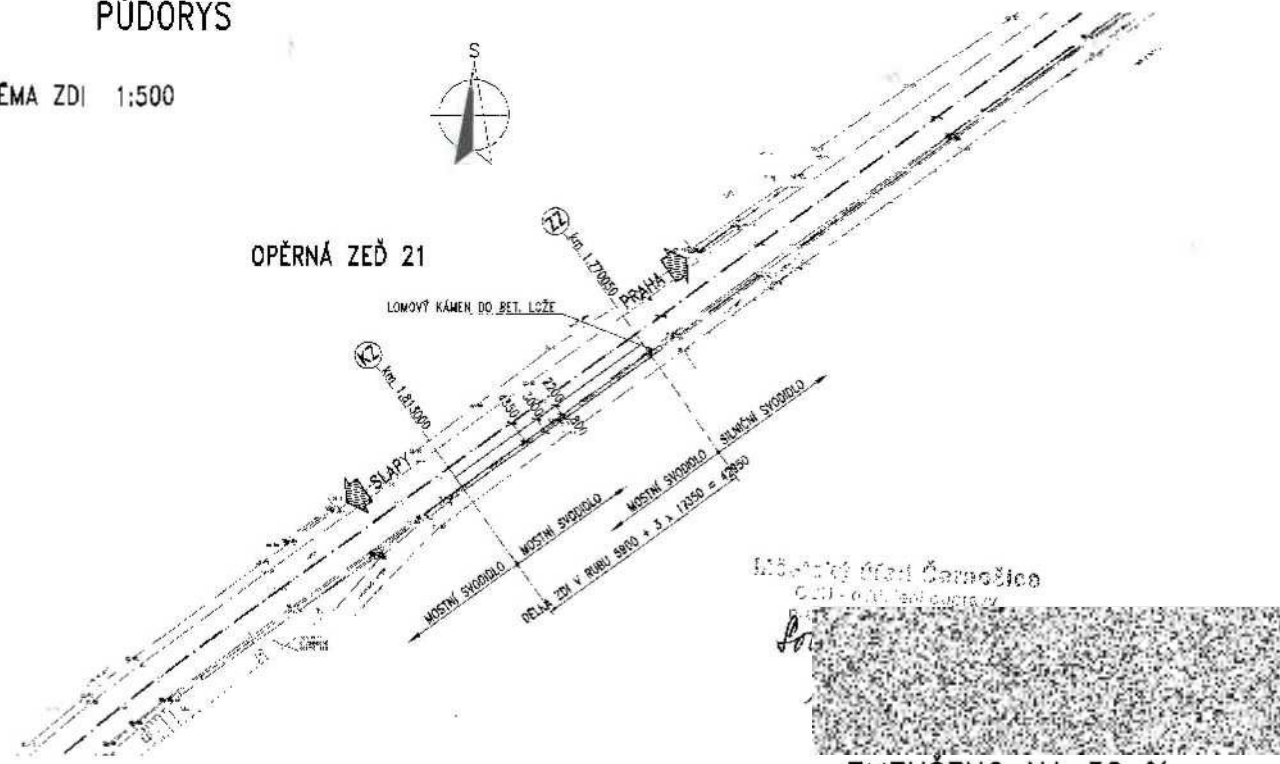 PŮDORYS
ÉMA ZDI 1:500
S
OPĚRNÁ ZEĎ 21
ZZ
km 1,770050
PRAHA
LOMOVÝ KÁMEN DO BET. LOŽE
KZ
km 1,813000
SLAPY
SILNIČNÍ SVODIDLO
MOSTNÍ SVODIDLO
MOSTNÍ SVODIDLO
MOSTNÍ SVODIDLO
DÉLKA ZDI V RUBU 5900 + 3 x 12350 = 42950
Městský úřad Černošice